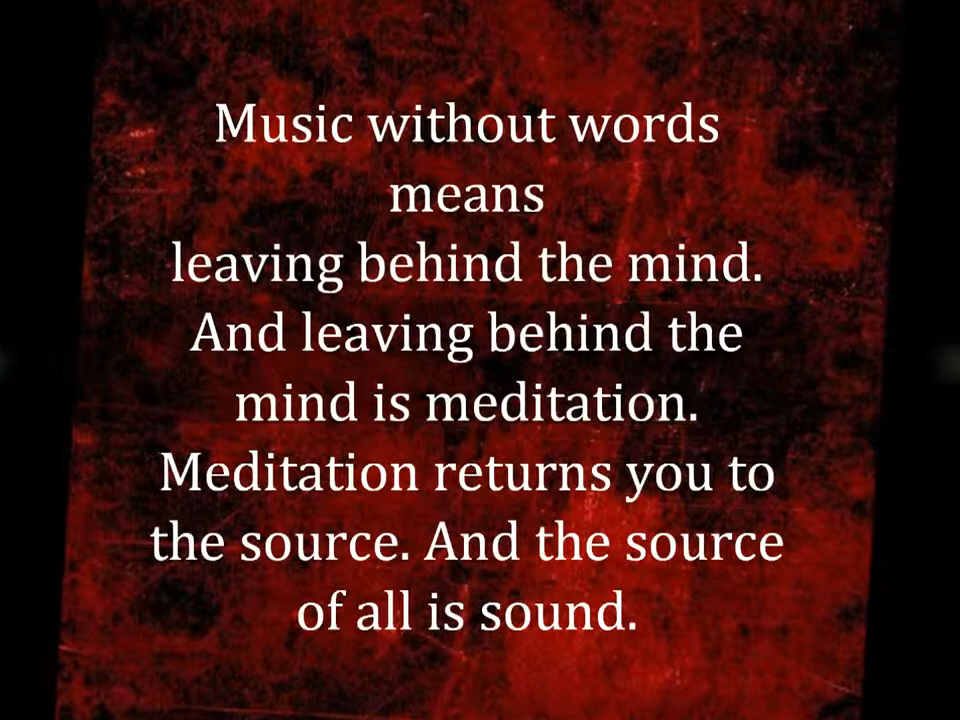 Music without words
means
leaving behind the mind.
And leaving behind the
mind is meditation.
Meditation returns you to
the source. And the source
of all is sound.